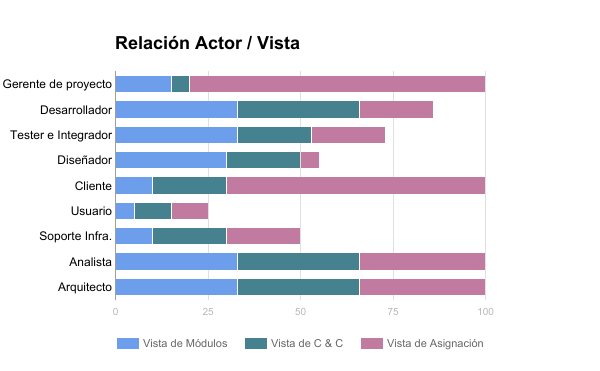 Relación Actor / Vista
Gerente de proyecto
Desarrollador
Tester e Integrador
Diseñador
Cliente
Usuario
Soporte Infra.
Analista
Arquitecto
0 25 50 75 100
Vista de Módulos Vista de C & C Vista de Asignación